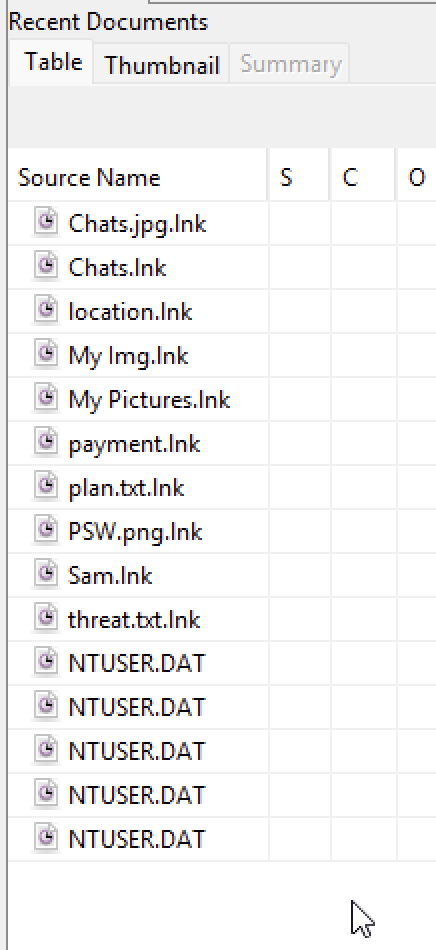 Recent Documents
Table Thumbnail Summary
Source Name S C O
Chats.jpg.lnk
Chats.lnk
location.lnk
My Img.lnk
My Pictures.lnk
payment.lnk
plan.txt.lnk
PSW.png.lnk
Sam.lnk
threat.txt.lnk
NTUSER.DAT
NTUSER.DAT
NTUSER.DAT
NTUSER.DAT
NTUSER.DAT